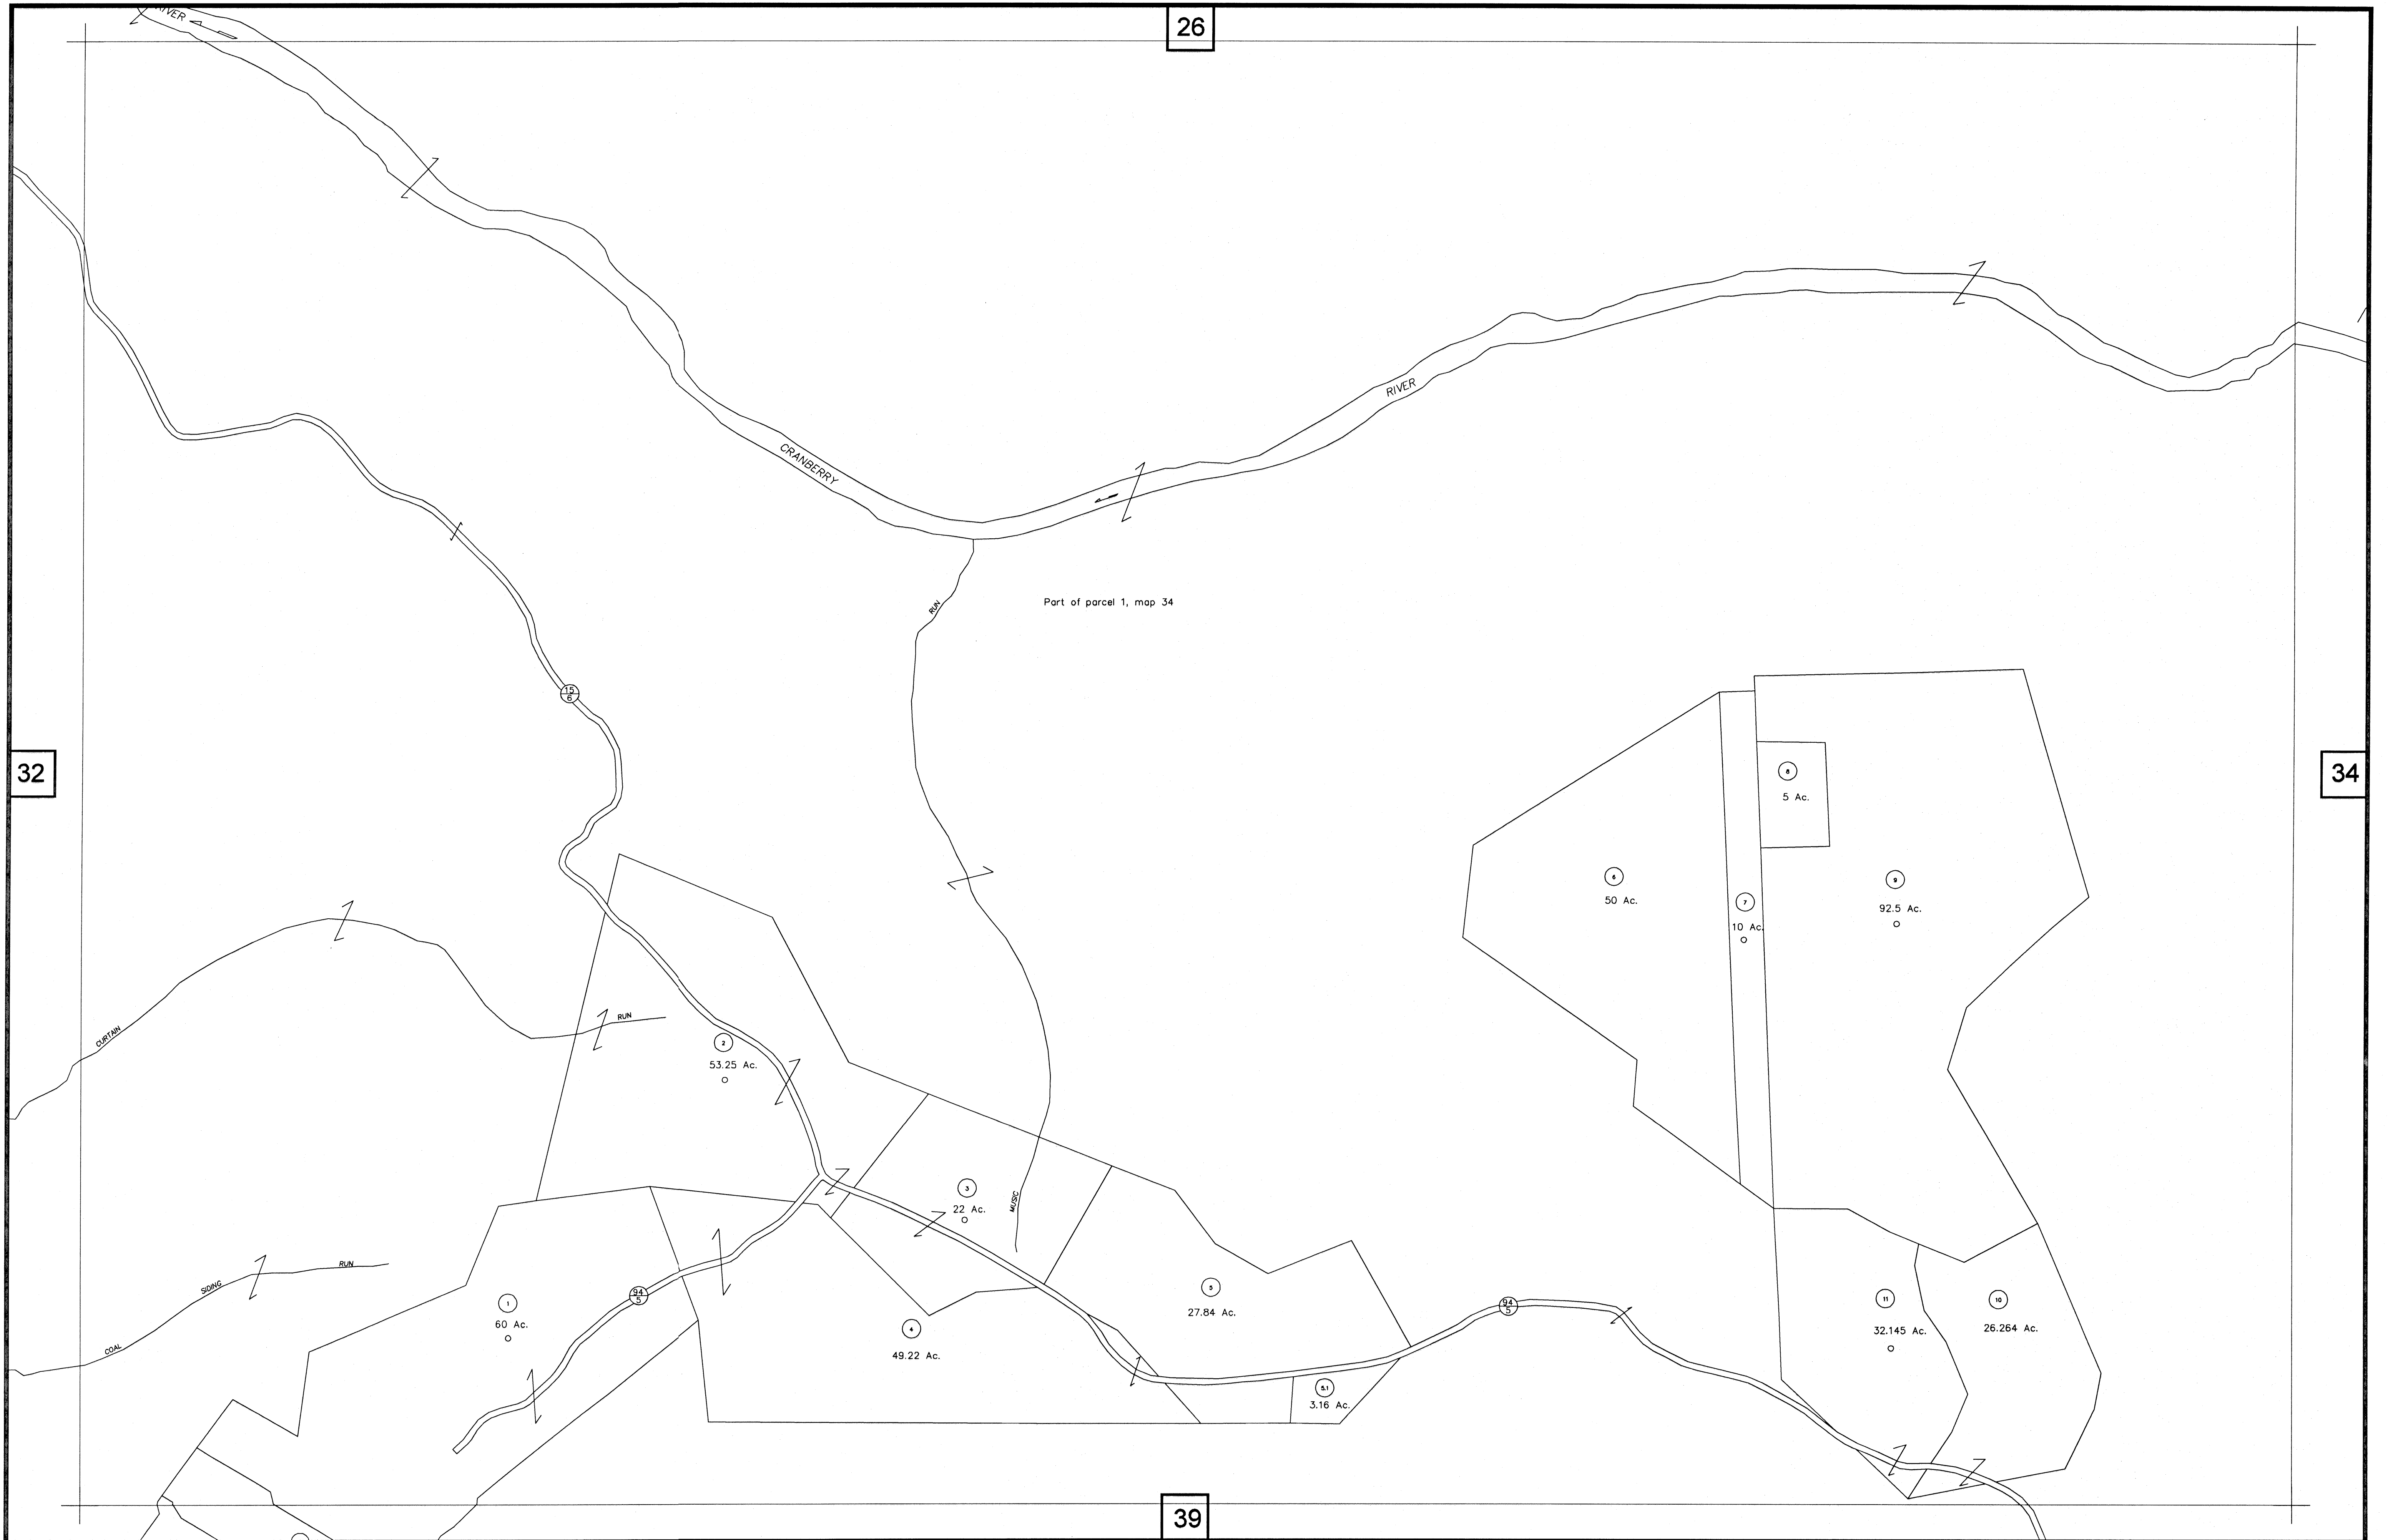 26
RIVER
RIVER
CRANBERRY
RUN
Part of parcel 1, map 34
15
6
32
34
8
5 Ac.
6
50 Ac.
7
10 Ac.
9
92.5 Ac.
CURTAIN
RUN
2
53.25 Ac.
3
22 Ac.
MUSIC
COAL
SIDING
RUN
1
60 Ac.
94
5
4
49.22 Ac.
5
27.84 Ac.
5.1
3.16 Ac.
94
5
11
32.145 Ac.
10
26.264 Ac.
39